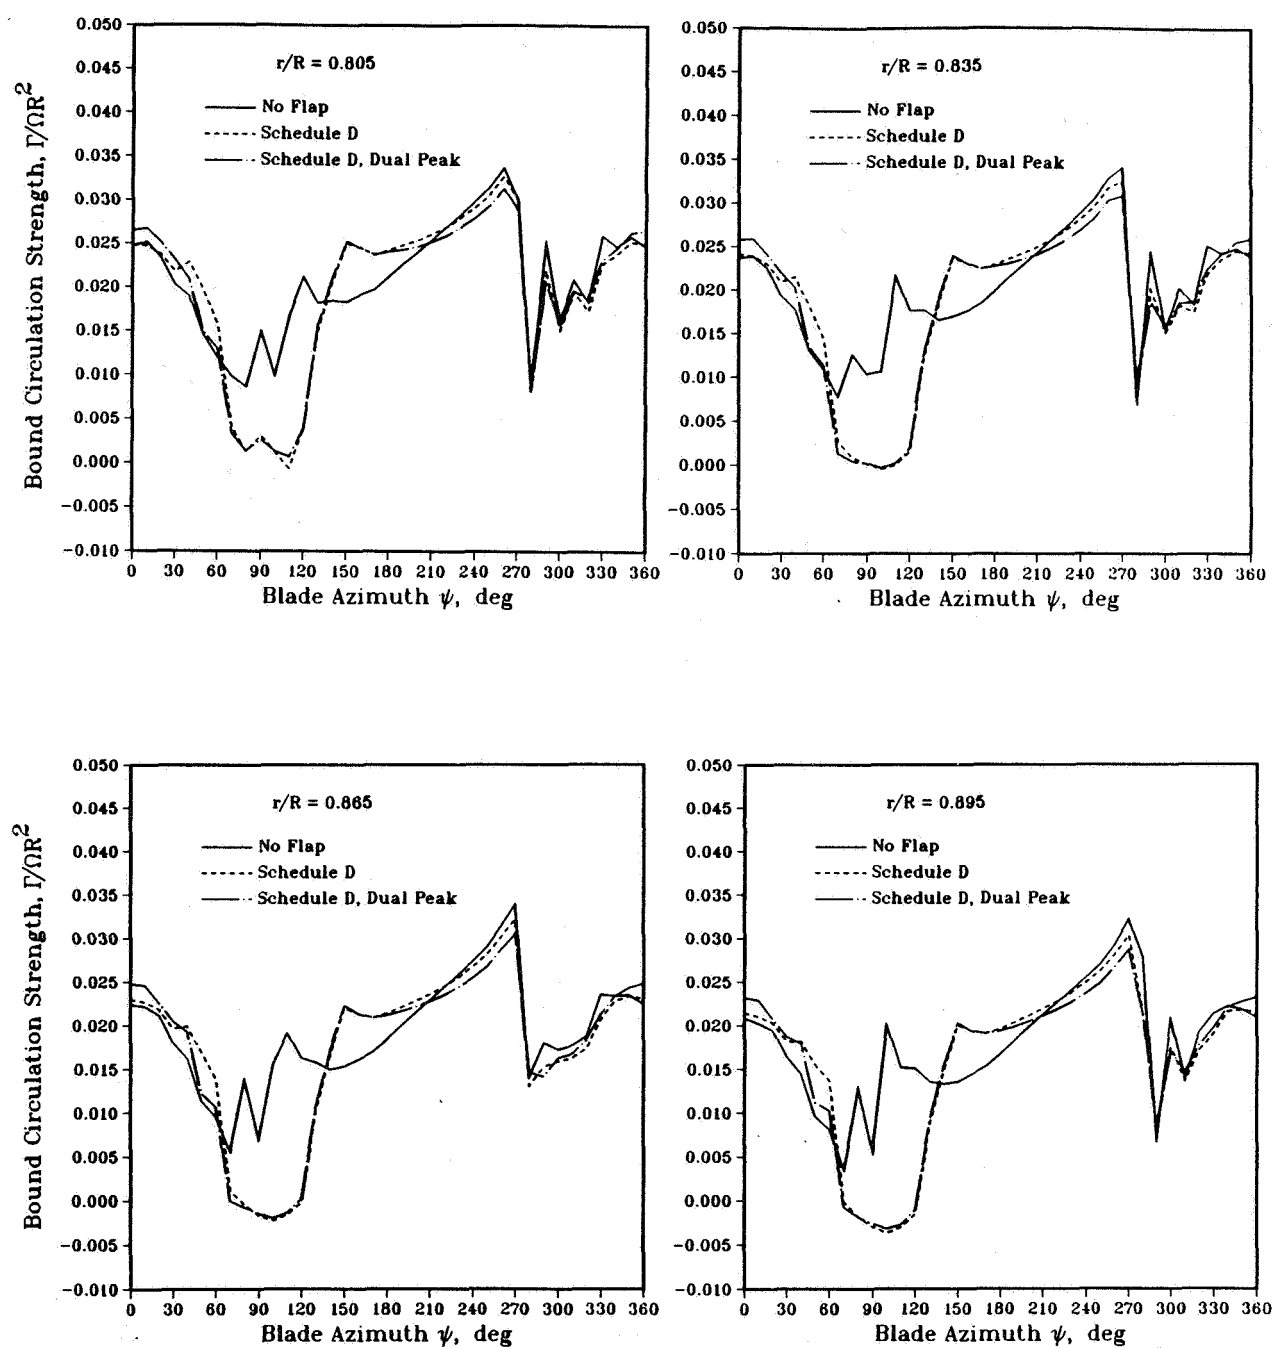 0.050
0.045
0.040
0.035
0.030
0.025
0.020
0.015
0.010
0.005
0.000
−0.005
−0.010
Bound Circulation Strength, Γ/ΩR²
r/R = 0.805
No Flap
Schedule D
Schedule D, Dual Peak
0 30 60 90 120 150 180 210 240 270 300 330 360
Blade Azimuth ψ, deg
0.050
0.045
0.040
0.035
0.030
0.025
0.020
0.015
0.010
0.005
0.000
−0.005
−0.010
r/R = 0.835
No Flap
Schedule D
Schedule D, Dual Peak
0 30 60 90 120 150 180 210 240 270 300 330 360
Blade Azimuth ψ, deg
0.050
0.045
0.040
0.035
0.030
0.025
0.020
0.015
0.010
0.005
0.000
−0.005
−0.010
Bound Circulation Strength, Γ/ΩR²
r/R = 0.865
No Flap
Schedule D
Schedule D, Dual Peak
0 30 60 90 120 150 180 210 240 270 300 330 360
Blade Azimuth ψ, deg
0.050
0.045
0.040
0.035
0.030
0.025
0.020
0.015
0.010
0.005
0.000
−0.005
−0.010
r/R = 0.895
No Flap
Schedule D
Schedule D, Dual Peak
0 30 60 90 120 150 180 210 240 270 300 330 360
Blade Azimuth ψ, deg